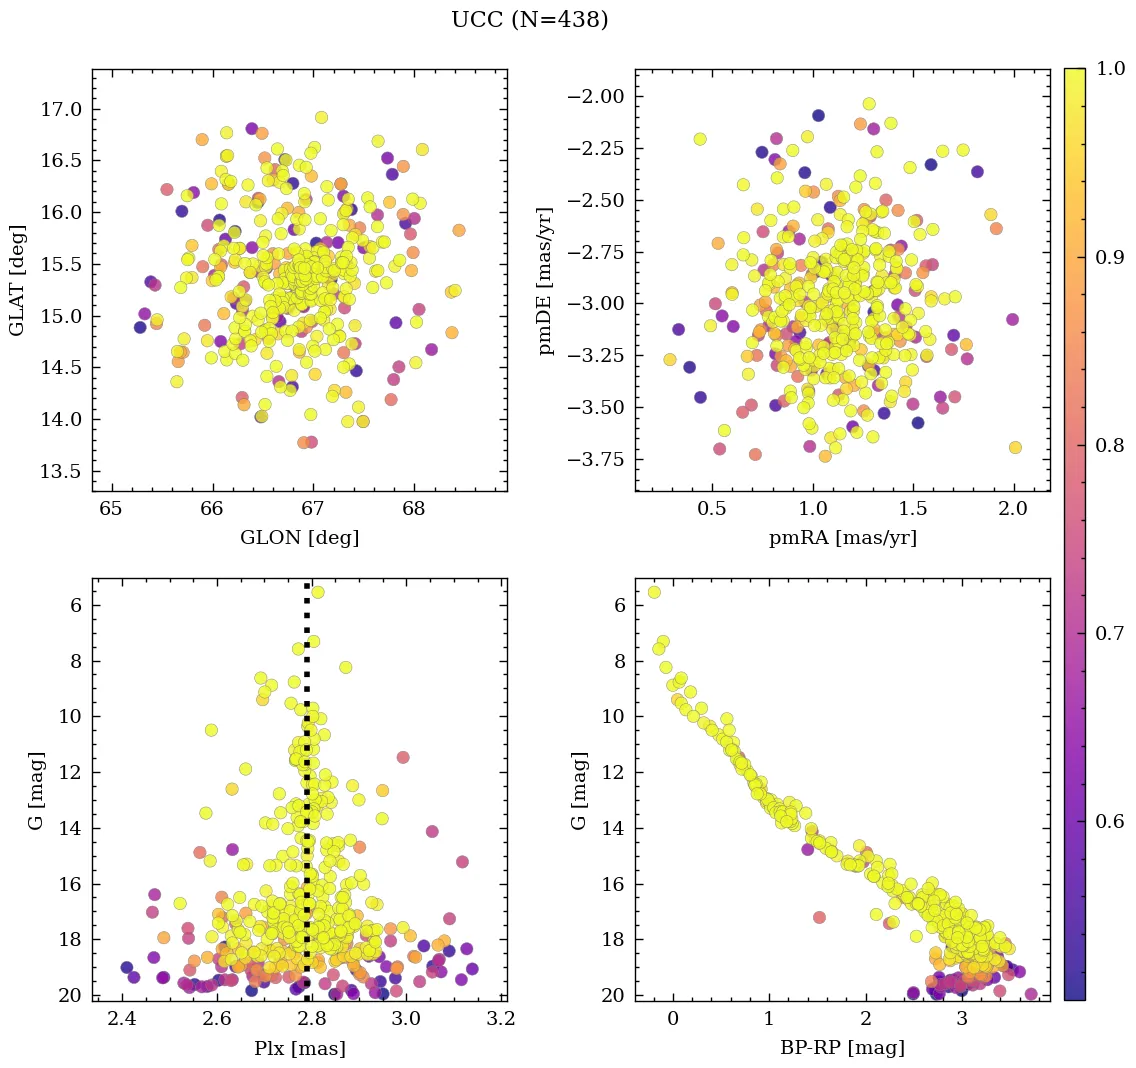 UCC (N=438)
17.0
16.5
16.0
15.5
15.0
14.5
14.0
13.5
GLAT [deg]
65 66 67 68
GLON [deg]
−2.00
−2.25
−2.50
−2.75
−3.00
−3.25
−3.50
−3.75
pmDE [mas/yr]
0.5 1.0 1.5 2.0
pmRA [mas/yr]
1.0
0.9
0.8
0.7
0.6
6
8
10
12
14
16
18
20
G [mag]
2.4 2.6 2.8 3.0 3.2
Plx [mas]
6
8
10
12
14
16
18
20
G [mag]
0 1 2 3
BP-RP [mag]